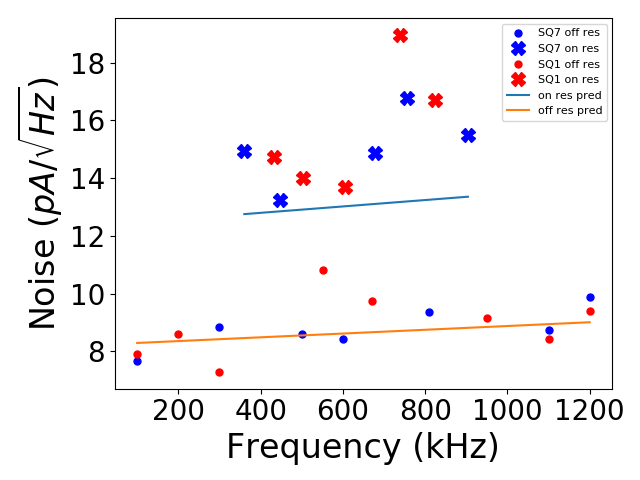 SQ7 off res
SQ7 on res
SQ1 off res
SQ1 on res
on res pred
off res pred
18
16
14
12
10
8
Noise (pA/√Hz)
200 400 600 800 1000 1200
Frequency (kHz)